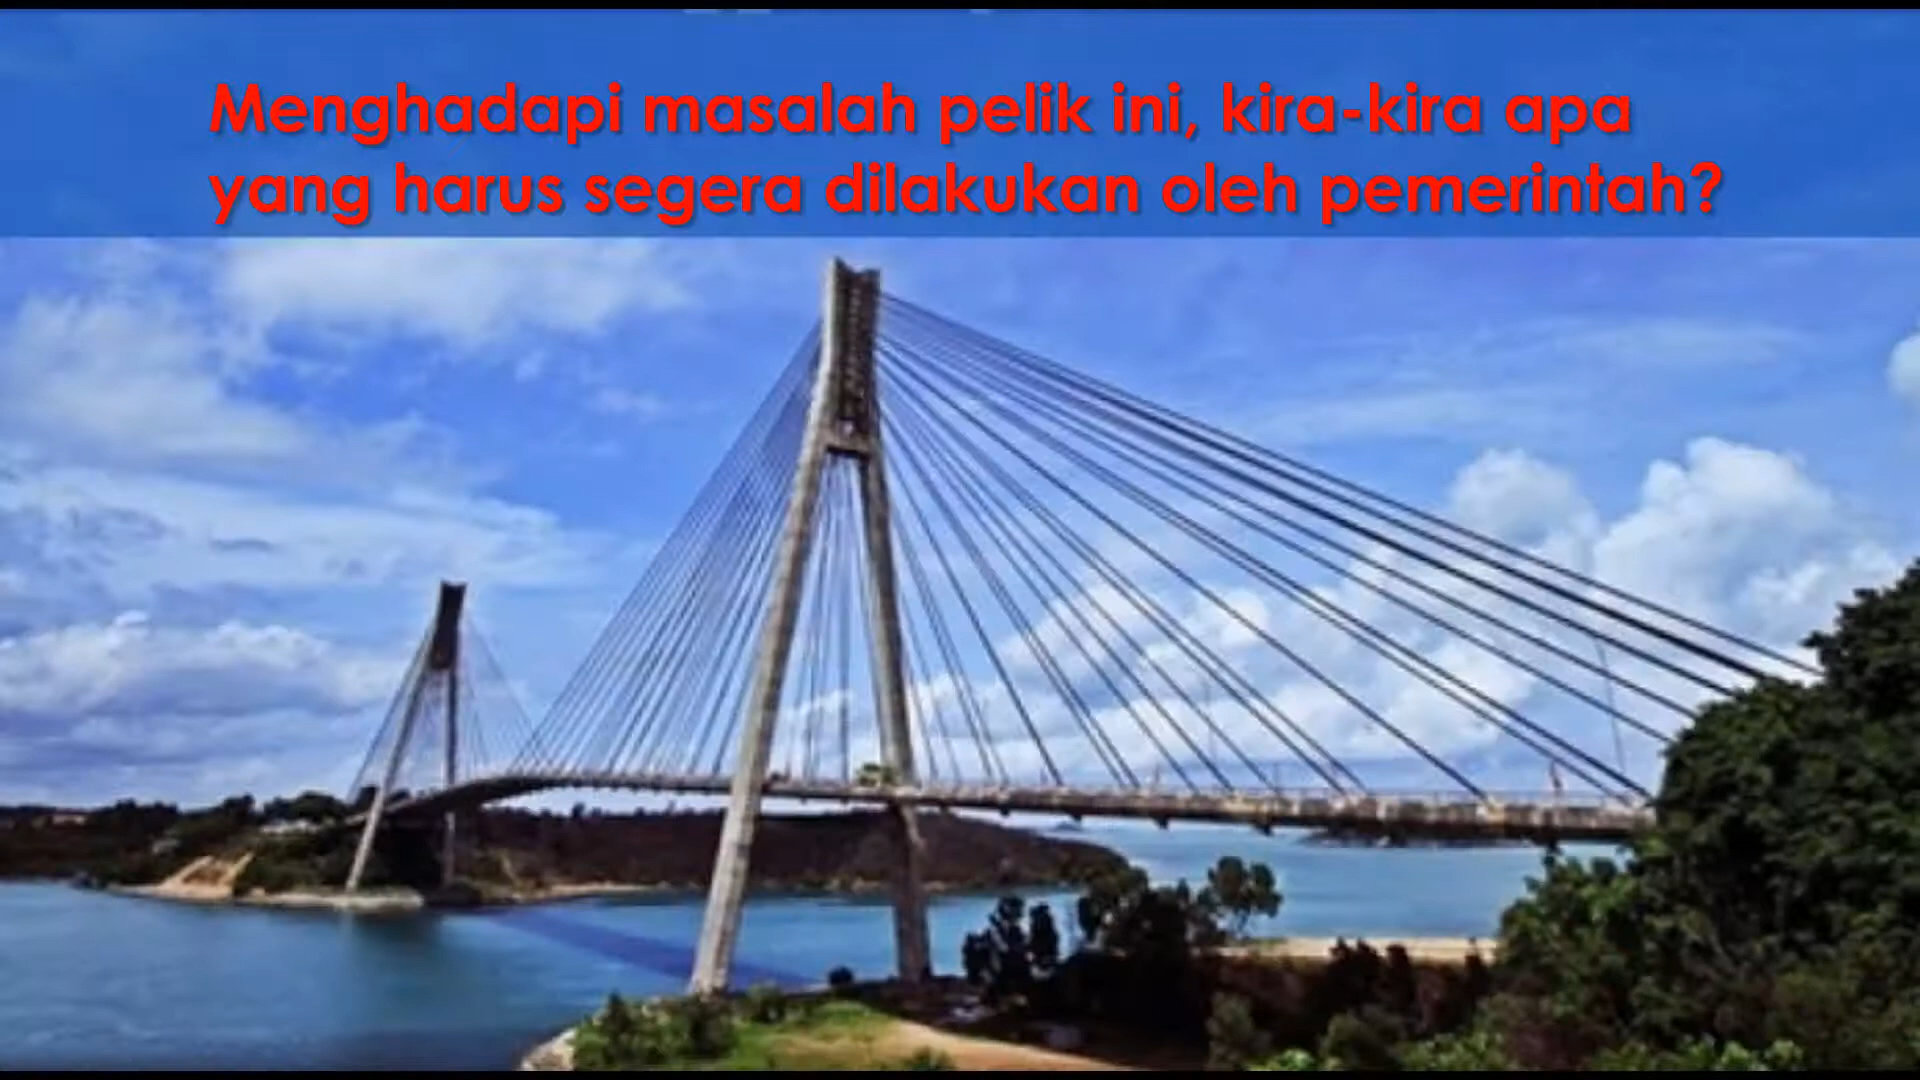 Menghadapi masalah pelik ini, kira-kira apa
yang harus segera dilakukan oleh pemerintah?